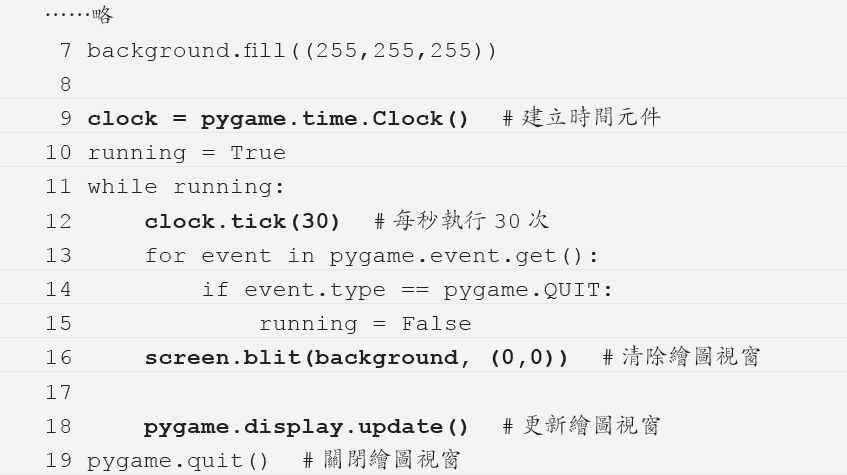 ……略
7 background.fill((255,255,255))
8
9 clock = pygame.time.Clock()  #建立時間元件
10 running = True
11 while running:
12     clock.tick(30)  #每秒執行 30 次
13     for event in pygame.event.get():
14         if event.type == pygame.QUIT:
15             running = False
16     screen.blit(background, (0,0))  #清除繪圖視窗
17
18     pygame.display.update()  #更新繪圖視窗
19 pygame.quit()  #關閉繪圖視窗